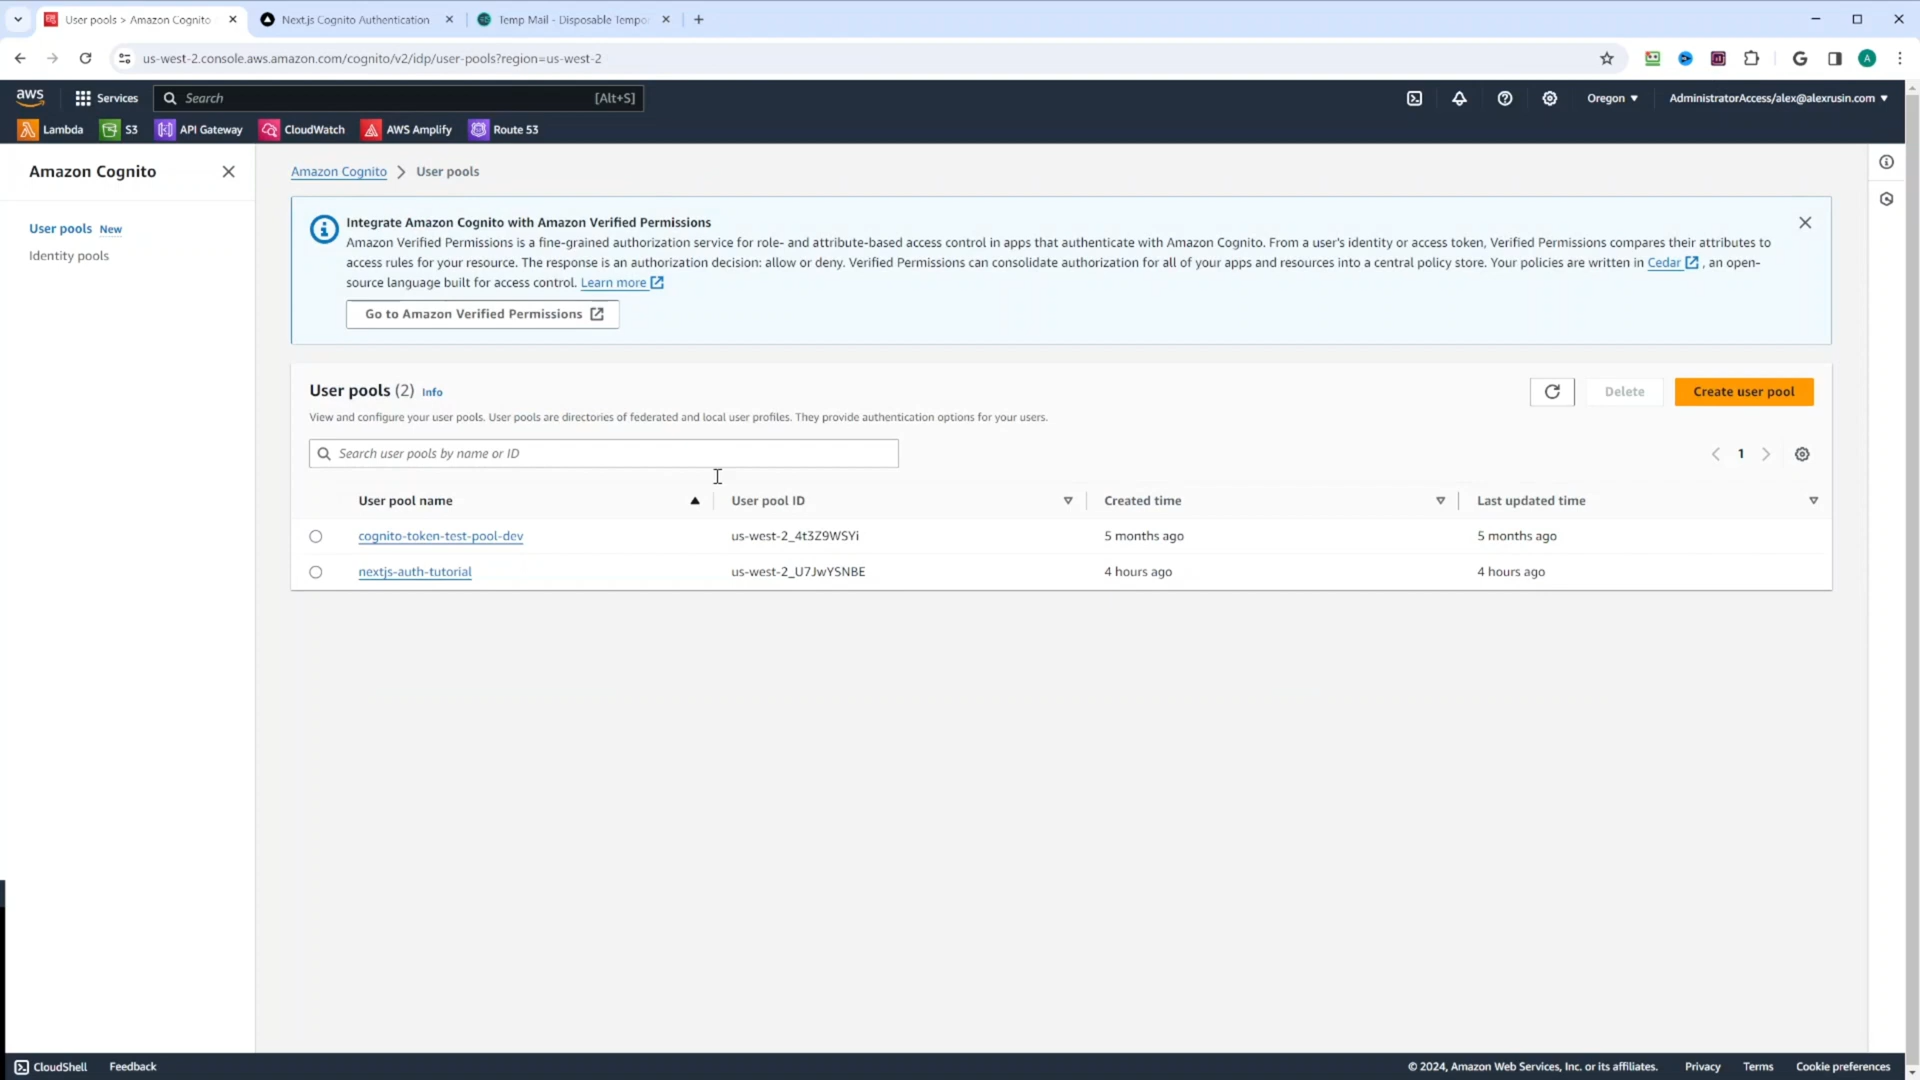 User pools > Amazon Cognito
Next.js Cognito Authentication
Temp Mail - Disposable Tempo
us-west-2.console.aws.amazon.com/cognito/v2/idp/user-pools?region=us-west-2
A
aws
Services
Search
[Alt+S]
Oregon
AdministratorAccess/alex@alexrusin.com
Lambda
S3
API Gateway
CloudWatch
AWS Amplify
Route 53
Amazon Cognito
User pools New
Identity pools
Amazon Cognito > User pools
Integrate Amazon Cognito with Amazon Verified Permissions
Amazon Verified Permissions is a fine-grained authorization service for role- and attribute-based access control in apps that authenticate with Amazon Cognito. From a user's identity or access token, Verified Permissions compares their attributes to
access rules for your resource. The response is an authorization decision: allow or deny. Verified Permissions can consolidate authorization for all of your apps and resources into a central policy store. Your policies are written in Cedar , an open-
source language built for access control. Learn more
Go to Amazon Verified Permissions
User pools (2) Info
Delete
Create user pool
View and configure your user pools. User pools are directories of federated and local user profiles. They provide authentication options for your users.
Search user pools by name or ID
1
User pool name
User pool ID
Created time
Last updated time
cognito-token-test-pool-dev
us-west-2_4t3Z9WSYi
5 months ago
5 months ago
nextjs-auth-tutorial
us-west-2_U7JwYSNBE
4 hours ago
4 hours ago
CloudShell
Feedback
© 2024, Amazon Web Services, Inc. or its affiliates.
Privacy
Terms
Cookie preferences